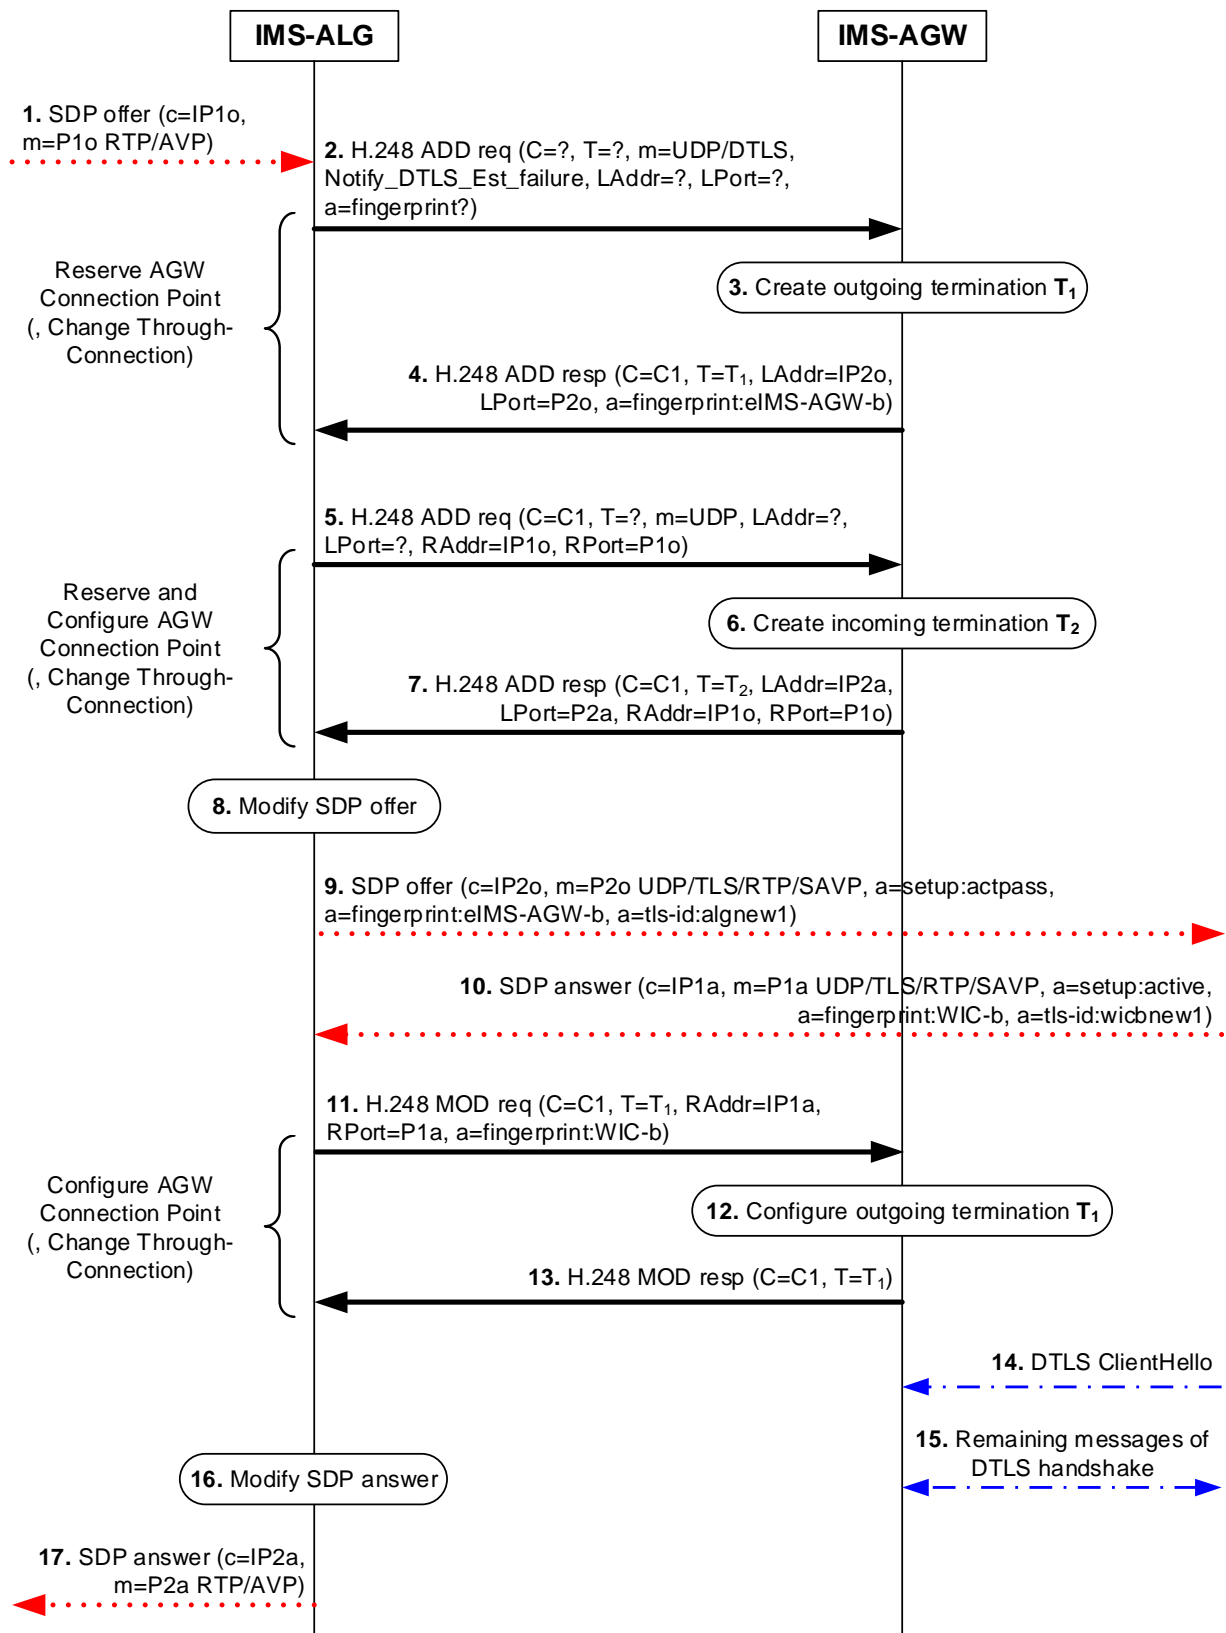 IMS-ALG
IMS-AGW
1. SDP offer (c=IP1o,
m=P1o RTP/AVP)
2. H.248 ADD req (C=?, T=?, m=UDP/DTLS,
Notify_DTLS_Est_failure, LAddr=?, LPort=?,
a=fingerprint?)
Reserve AGW
Connection Point
(, Change Through-
Connection)
3. Create outgoing termination T1
4. H.248 ADD resp (C=C1, T=T1, LAddr=IP2o,
LPort=P2o, a=fingerprint:eIMS-AGW-b)
5. H.248 ADD req (C=C1, T=?, m=UDP, LAddr=?,
LPort=?, RAddr=IP1o, RPort=P1o)
Reserve and
Configure AGW
Connection Point
(, Change Through-
Connection)
6. Create incoming termination T2
7. H.248 ADD resp (C=C1, T=T2, LAddr=IP2a,
LPort=P2a, RAddr=IP1o, RPort=P1o)
8. Modify SDP offer
9. SDP offer (c=IP2o, m=P2o UDP/TLS/RTP/SAVP, a=setup:actpass,
a=fingerprint:eIMS-AGW-b, a=tls-id:algnew1)
10. SDP answer (c=IP1a, m=P1a UDP/TLS/RTP/SAVP, a=setup:active,
a=fingerprint:WIC-b, a=tls-id:wicbnew1)
11. H.248 MOD req (C=C1, T=T1, RAddr=IP1a,
RPort=P1a, a=fingerprint:WIC-b)
Configure AGW
Connection Point
(, Change Through-
Connection)
12. Configure outgoing termination T1
13. H.248 MOD resp (C=C1, T=T1)
14. DTLS ClientHello
15. Remaining messages of
DTLS handshake
16. Modify SDP answer
17. SDP answer (c=IP2a,
m=P2a RTP/AVP)